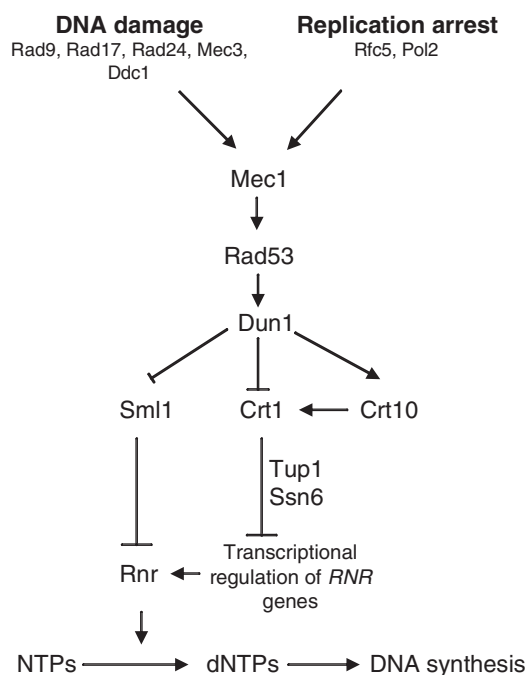 DNA damage
Rad9, Rad17, Rad24, Mec3,
Ddc1
Replication arrest
Rfc5, Pol2
Mec1
Rad53
Dun1
Sml1
Crt1
Crt10
Tup1
Ssn6
Rnr
Transcriptional
regulation of RNR
genes
NTPs
dNTPs
DNA synthesis